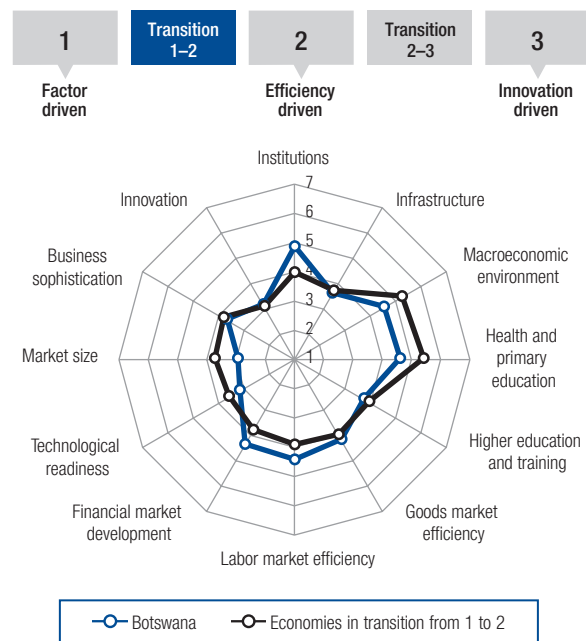 1
Transition
1–2
2
Transition
2–3
3
Factor
driven
Efficiency
driven
Innovation
driven
Institutions
Infrastructure
Macroeconomic
environment
Health and
primary
education
Higher education
and training
Goods market
efficiency
Labor market efficiency
Financial market
development
Technological
readiness
Market size
Business
sophistication
Innovation
7
6
5
4
3
2
1
Botswana
Economies in transition from 1 to 2